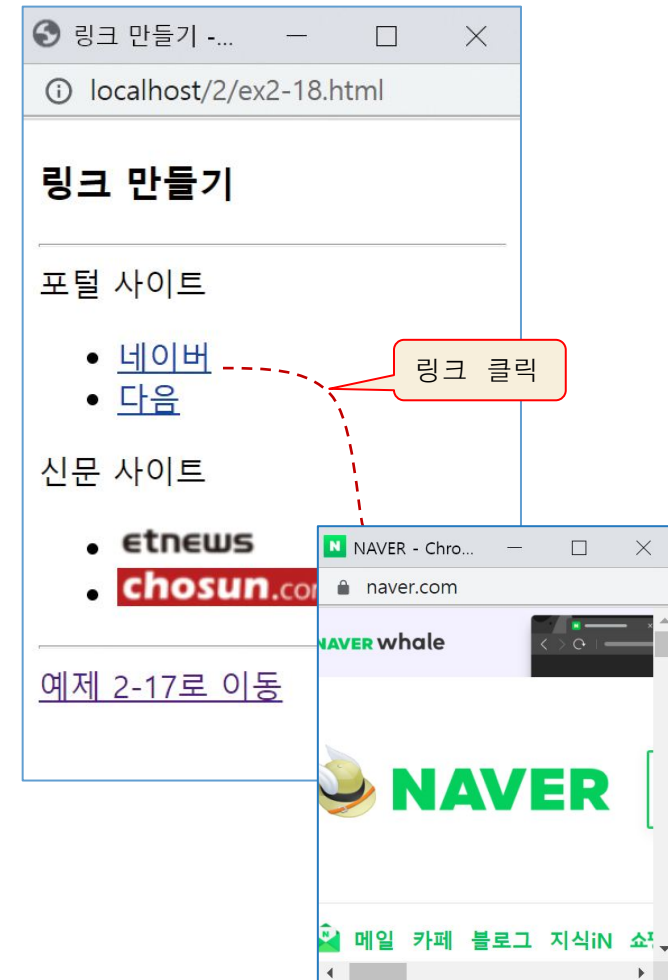 링크 만들기 -...
localhost/2/ex2-18.html
링크 만들기
포털 사이트
네이버
다음
링크 클릭
신문 사이트
etnews
chosun.com
예제 2-17로 이동
NAVER - Chro...
naver.com
NAVER whale
NAVER
메일 카페 블로그 지식iN